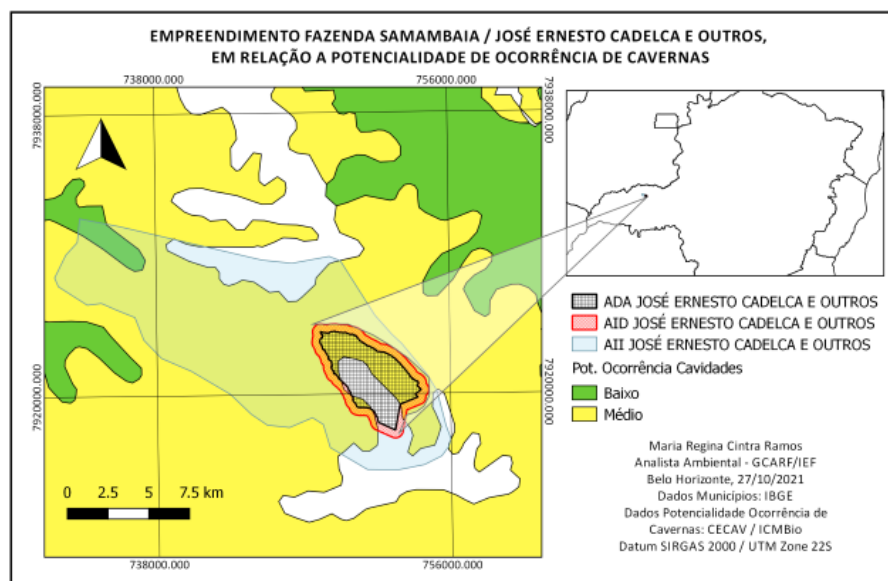 EMPREENDIMENTO FAZENDA SAMAMBAIA / JOSÉ ERNESTO CADELCA E OUTROS,
EM RELAÇÃO A POTENCIALIDADE DE OCORRÊNCIA DE CAVERNAS
738000.000
756000.000
7938000.000
7938000.000
7920000.000
7920000.000
0 2.5 5 7.5 km
738000.000
756000.000
ADA JOSÉ ERNESTO CADELCA E OUTROS
AID JOSÉ ERNESTO CADELCA E OUTROS
AII JOSÉ ERNESTO CADELCA E OUTROS
Pot. Ocorrência Cavidades
Baixo
Médio
Maria Regina Cintra Ramos
Analista Ambiental - GCARF/IEF
Belo Horizonte, 27/10/2021
Dados Municípios: IBGE
Dados Potencialidade Ocorrência de
Cavernas: CECAV / ICMBio
Datum SIRGAS 2000 / UTM Zone 22S